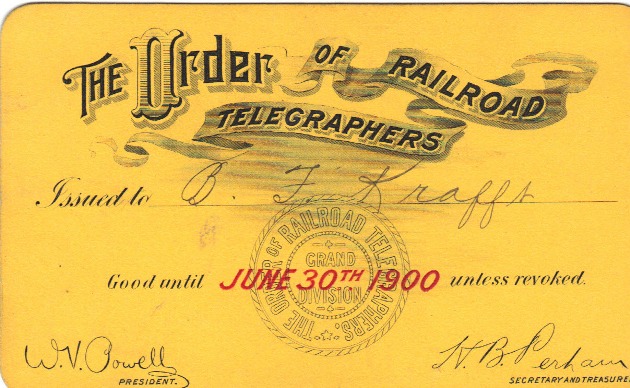 THE Order OF RAILROAD
TELEGRAPHERS
Issued to B. F. Krafft
THE ORDER OF RAILROAD TELEGRAPHERS.
GRAND
DIVISION
Good until JUNE 30TH 1900 unless revoked.
W.V. Powell H. B. Perham
PRESIDENT. SECRETARY AND TREASURE